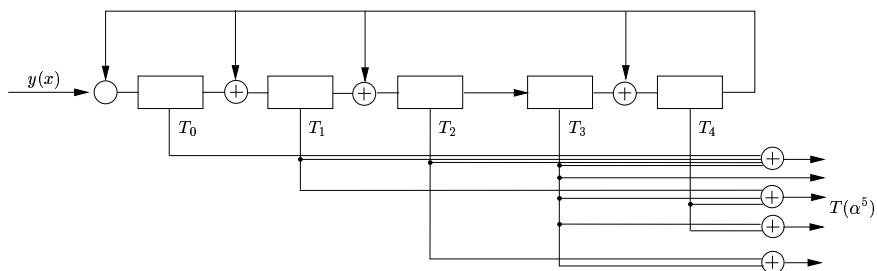 y(x)
+ + +
T₀ T₁ T₂ T₃ T₄
+
+
T(α⁵)
+
+